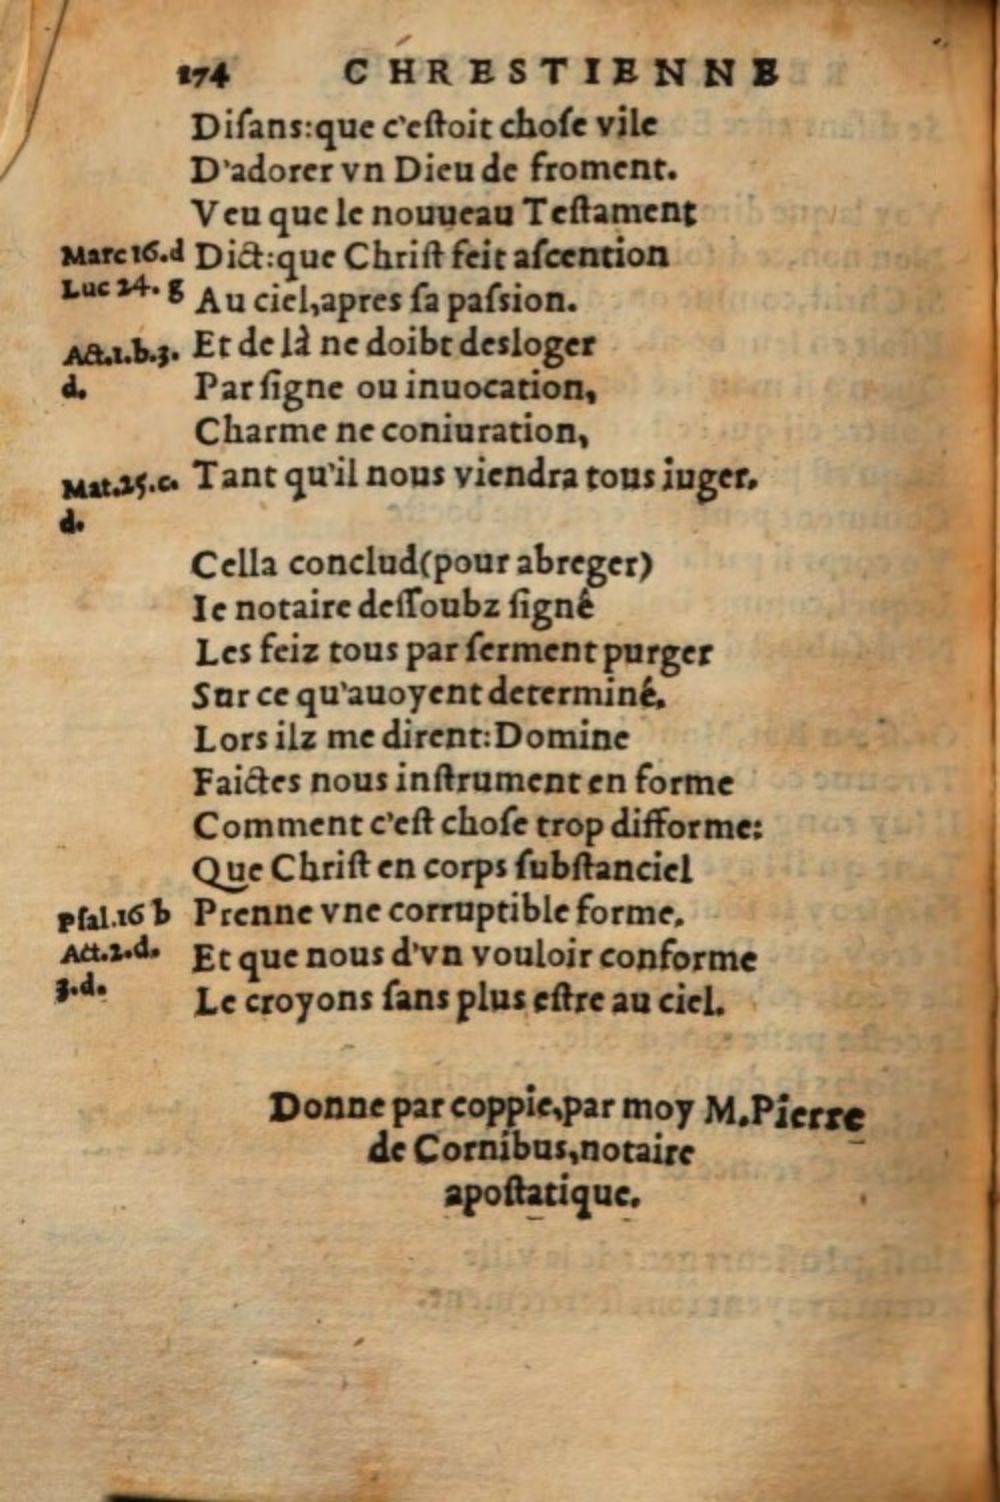 174 CHRESTIENNE
Diſans:que c'eſtoit choſe vile
D'adorer vn Dieu de froment.
Veu que le nouueau Teſtament
Marc 16.d Dict:que Chriſt feit aſcention
Luc 24. g Au ciel,apres ſa paſsion.
Act.1.b.3. Et de là ne doibt desloger
d. Par ſigne ou inuocation,
Charme ne coniuration,
Mat.25.c. Tant qu'il nous viendra tous iuger.
d.
Cella conclud(pour abreger)
Ie notaire deſſoubz ſigné
Les feiz tous par ſerment purger
Sur ce qu'auoyent determiné.
Lors ilz me dirent:Domine
Faictes nous inſtrument en forme
Comment c'eſt choſe trop difforme:
Que Chriſt en corps ſubſtanciel
Pſal.16 b Prenne vne corruptible forme.
Act.2.d. Et que nous d'vn vouloir conforme
3.d. Le croyons ſans plus eſtre au ciel.
Donne par coppie,par moy M.Pierre
de Cornibus,notaire
apoſtatique.